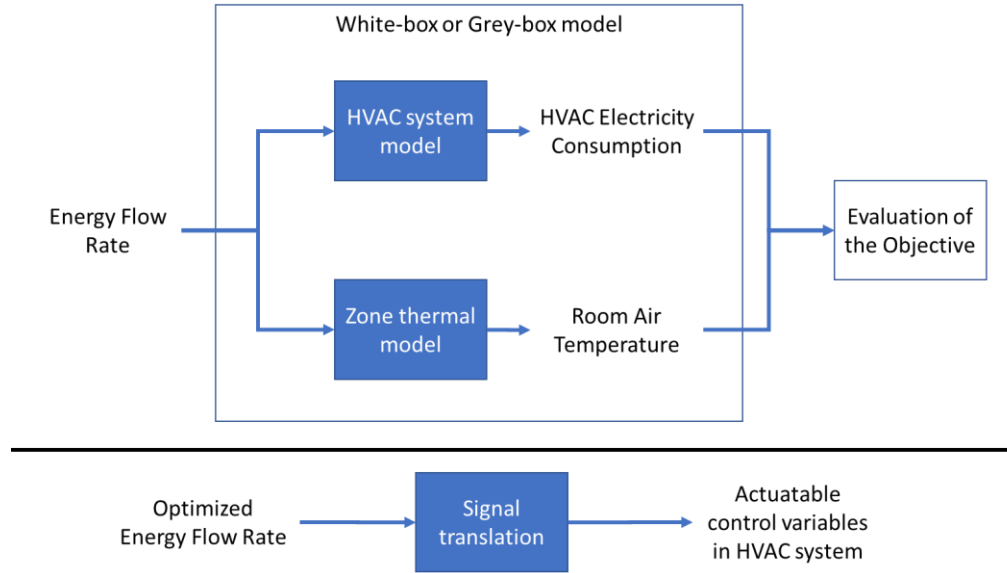 White-box or Grey-box model
HVAC system
model
HVAC Electricity
Consumption
Energy Flow
Rate
Evaluation of
the Objective
Zone thermal
model
Room Air
Temperature
Optimized
Energy Flow Rate
Signal
translation
Actuatable
control variables
in HVAC system